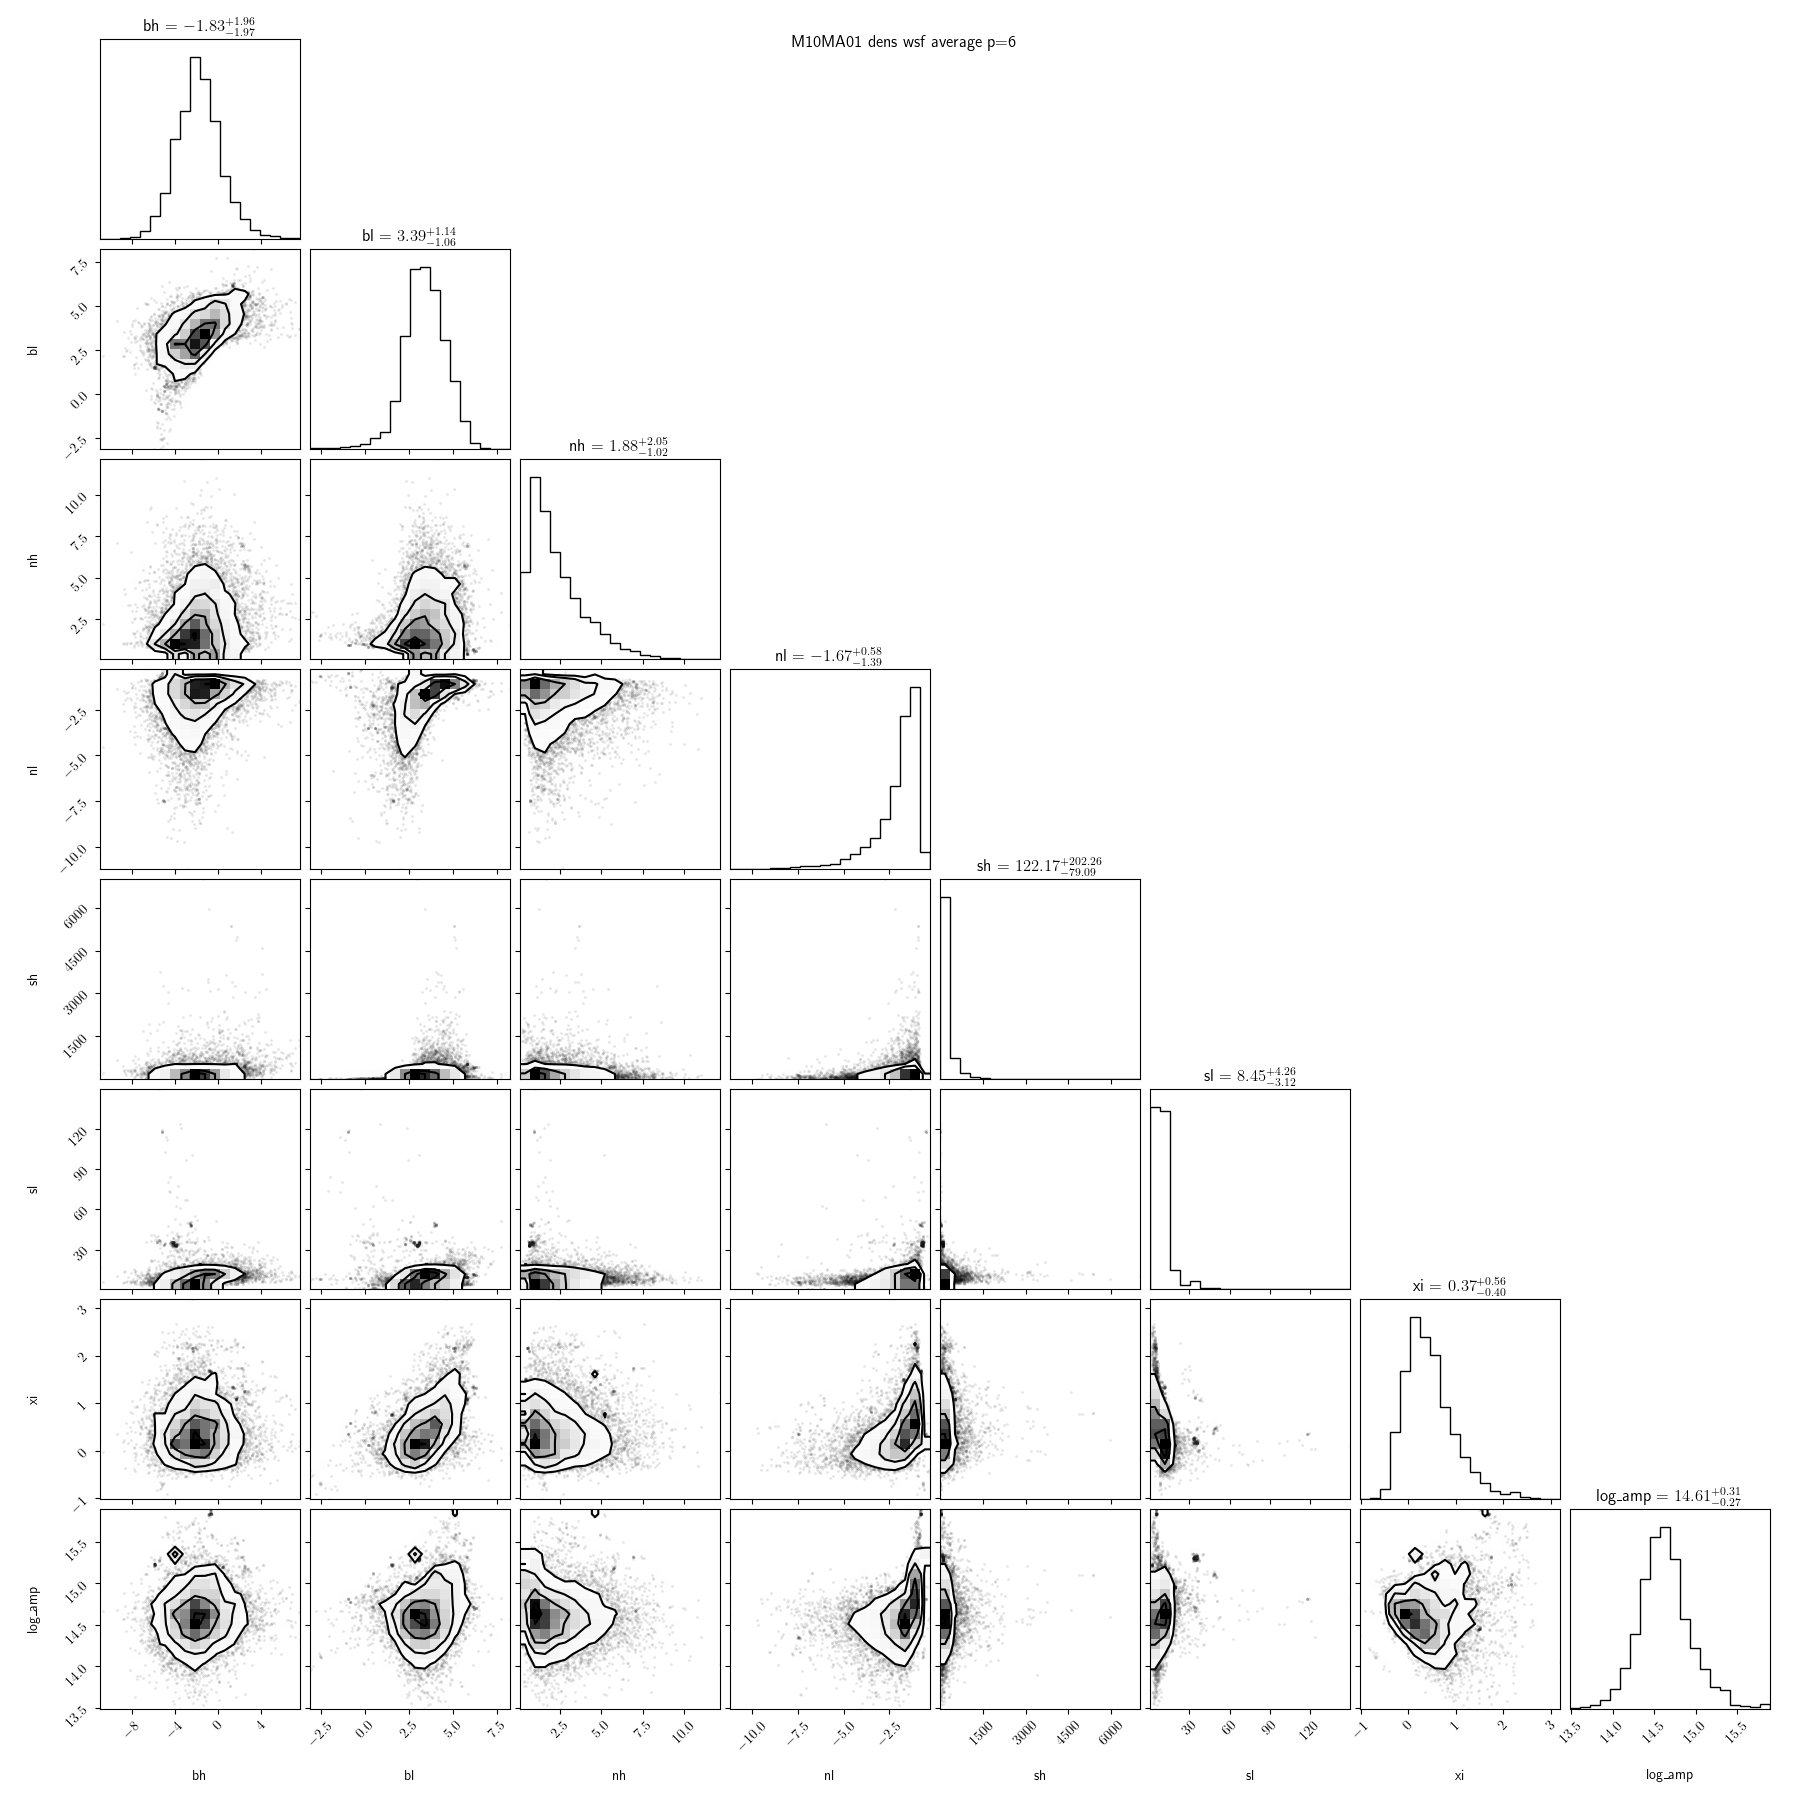 bh = −1.83+1.96 −1.97
M10MA01 dens wsf average p=6
bl = 3.39+1.14 −1.06
7.5
5.0
2.5
0.0
−2.5
bl
nh = 1.88+2.05 −1.02
10.0
7.5
5.0
2.5
nh
nl = −1.67+0.58 −1.39
−2.5
−5.0
−7.5
−10.0
nl
sh = 122.17+202.26 −79.09
6000
4500
3000
1500
sh
sl = 8.45+4.26 −3.12
120
90
60
30
sl
xi = 0.37+0.56 −0.40
3
2
1
0
−1
xi
log_amp = 14.61+0.31 −0.27
15.5
15.0
14.5
14.0
13.5
log_amp
−8 −4 0 4
−2.5 0.0 2.5 5.0 7.5
2.5 5.0 7.5 10.0
−10.0 −7.5 −5.0 −2.5
1500 3000 4500 6000
30 60 90 120
−1 0 1 2 3
13.5 14.0 14.5 15.0 15.5
bh bl nh nl sh sl xi log_amp